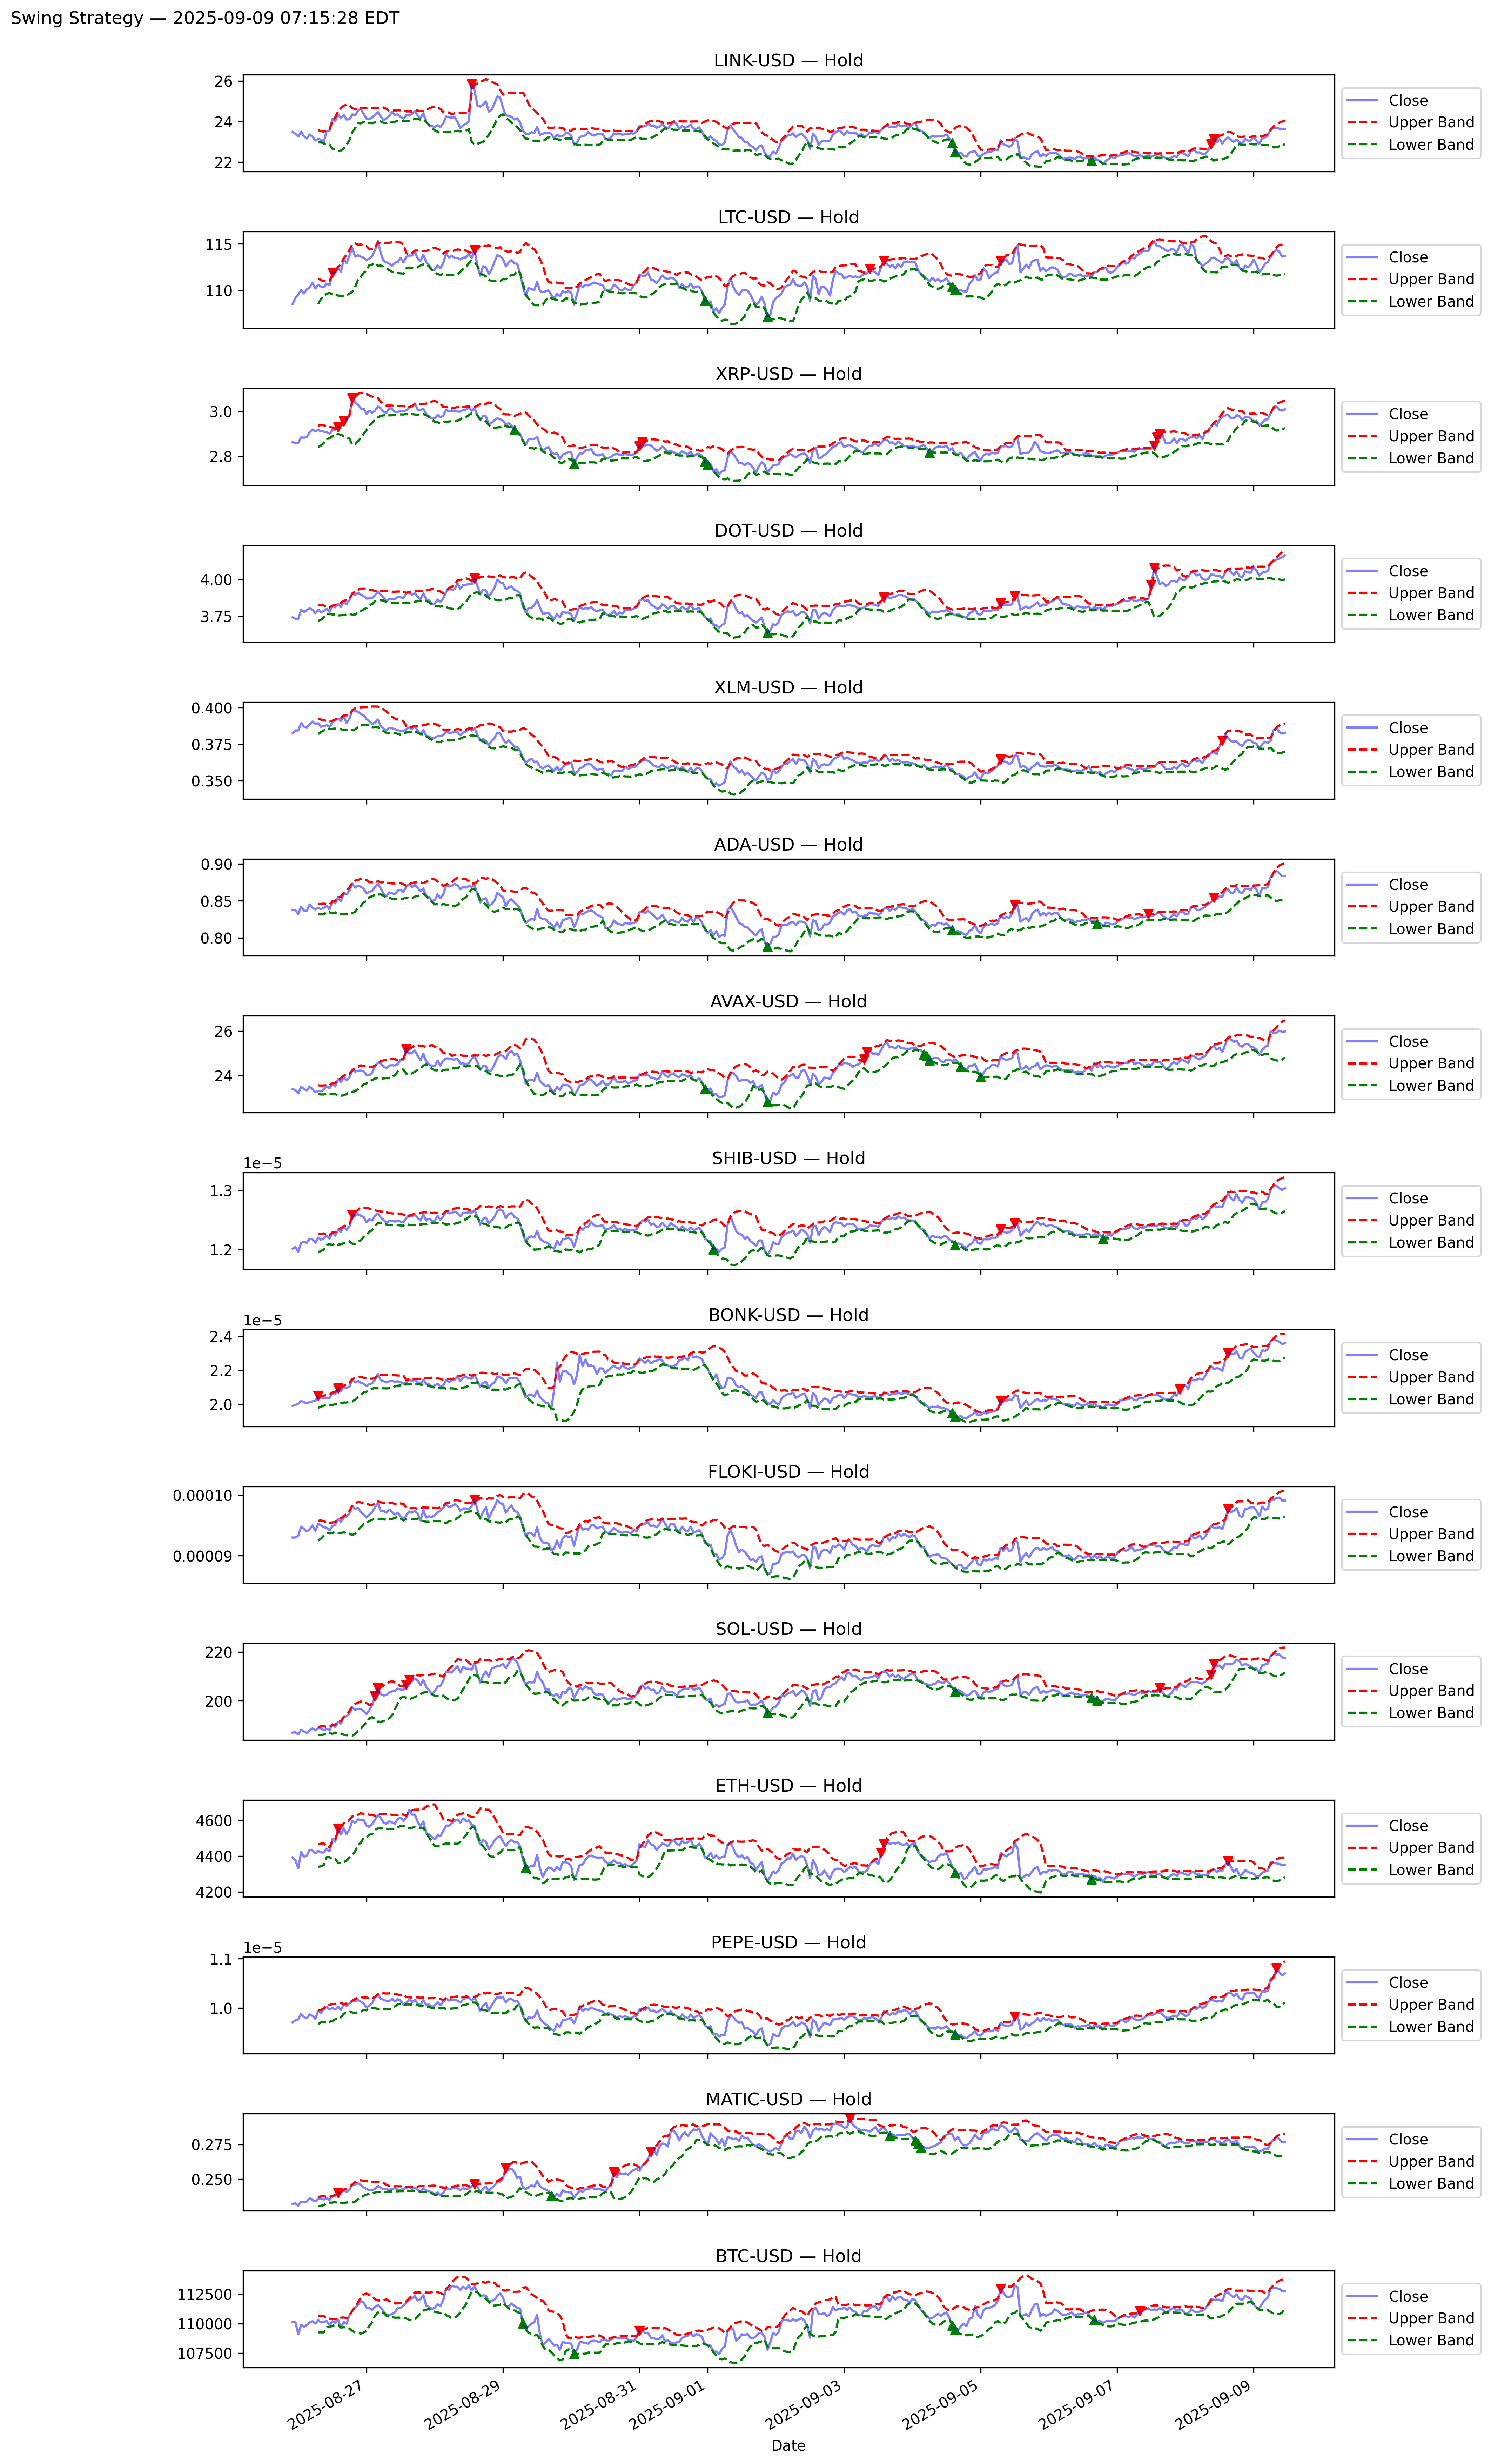 Swing Strategy — 2025-09-09 07:15:28 EDT
LINK-USD — Hold
26
24
22
Close
Upper Band
Lower Band
LTC-USD — Hold
115
110
Close
Upper Band
Lower Band
XRP-USD — Hold
3.0
2.8
Close
Upper Band
Lower Band
DOT-USD — Hold
4.00
3.75
Close
Upper Band
Lower Band
XLM-USD — Hold
0.400
0.375
0.350
Close
Upper Band
Lower Band
ADA-USD — Hold
0.90
0.85
0.80
Close
Upper Band
Lower Band
AVAX-USD — Hold
26
24
Close
Upper Band
Lower Band
SHIB-USD — Hold
1e−5
1.3
1.2
Close
Upper Band
Lower Band
BONK-USD — Hold
1e−5
2.4
2.2
2.0
Close
Upper Band
Lower Band
FLOKI-USD — Hold
0.00010
0.00009
Close
Upper Band
Lower Band
SOL-USD — Hold
220
200
Close
Upper Band
Lower Band
ETH-USD — Hold
4600
4400
4200
Close
Upper Band
Lower Band
PEPE-USD — Hold
1e−5
1.1
1.0
Close
Upper Band
Lower Band
MATIC-USD — Hold
0.275
0.250
Close
Upper Band
Lower Band
BTC-USD — Hold
112500
110000
107500
Close
Upper Band
Lower Band
2025-08-27
2025-08-29
2025-08-31
2025-09-01
2025-09-03
2025-09-05
2025-09-07
2025-09-09
Date